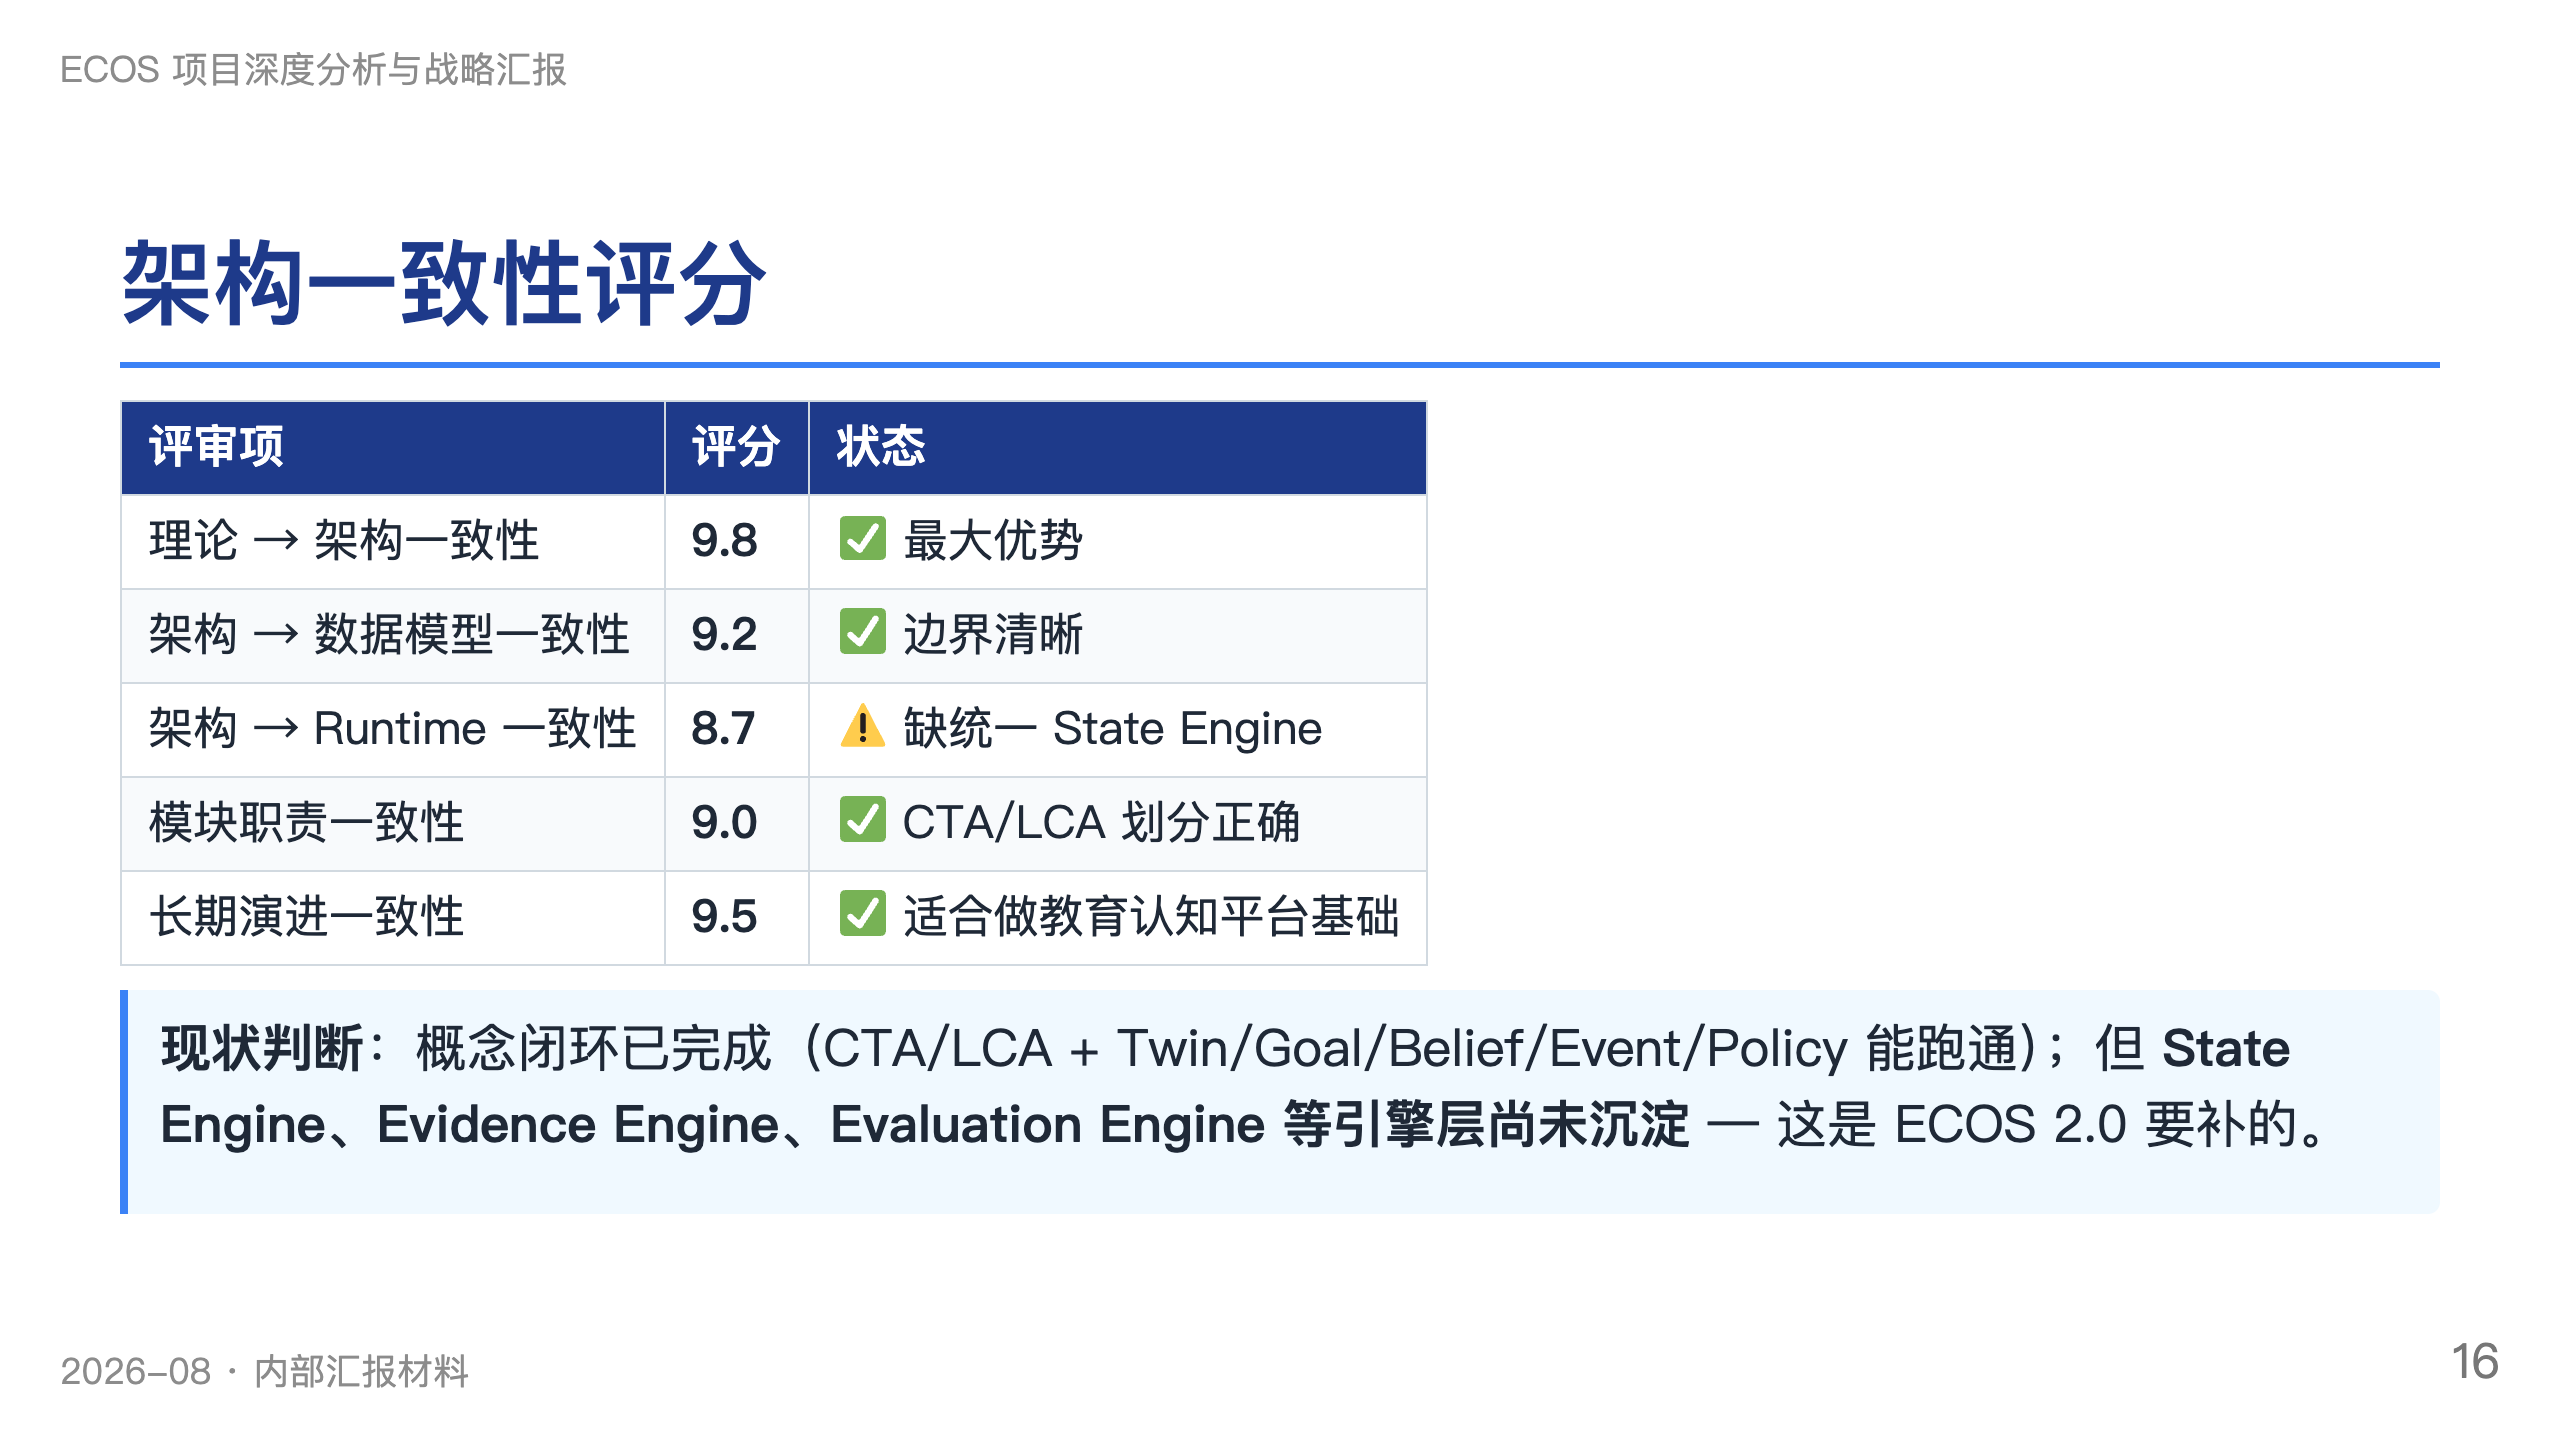 ECOS 项目深度分析与战略汇报
架构一致性评分
评审项 评分 状态
理论 → 架构一致性 9.8 ✅ 最大优势
架构 → 数据模型一致性 9.2 ✅ 边界清晰
架构 → Runtime 一致性 8.7 ⚠️ 缺统一 State Engine
模块职责一致性 9.0 ✅ CTA/LCA 划分正确
长期演进一致性 9.5 ✅ 适合做教育认知平台基础
现状判断：概念闭环已完成（CTA/LCA + Twin/Goal/Belief/Event/Policy 能跑通）；但 State
Engine、Evidence Engine、Evaluation Engine 等引擎层尚未沉淀 — 这是 ECOS 2.0 要补的。
2026-08 · 内部汇报材料
16